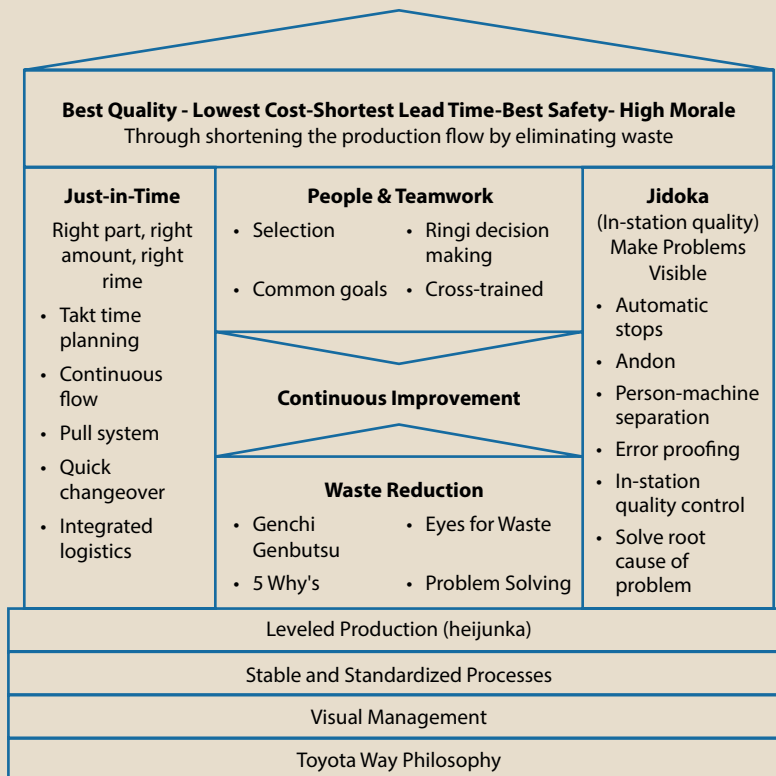 Best Quality - Lowest Cost-Shortest Lead Time-Best Safety- High Morale
Through shortening the production flow by eliminating waste
Just-in-Time
Right part, right
amount, right
rime
• Takt time
planning
• Continuous
flow
• Pull system
• Quick
changeover
• Integrated
logistics
People & Teamwork
• Selection
• Ringi decision
making
• Common goals
• Cross-trained
Continuous Improvement
Waste Reduction
• Genchi
Genbutsu
• Eyes for Waste
• 5 Why's
• Problem Solving
Jidoka
(In-station quality)
Make Problems
Visible
• Automatic
stops
• Andon
• Person-machine
separation
• Error proofing
• In-station
quality control
• Solve root
cause of
problem
Leveled Production (heijunka)
Stable and Standardized Processes
Visual Management
Toyota Way Philosophy